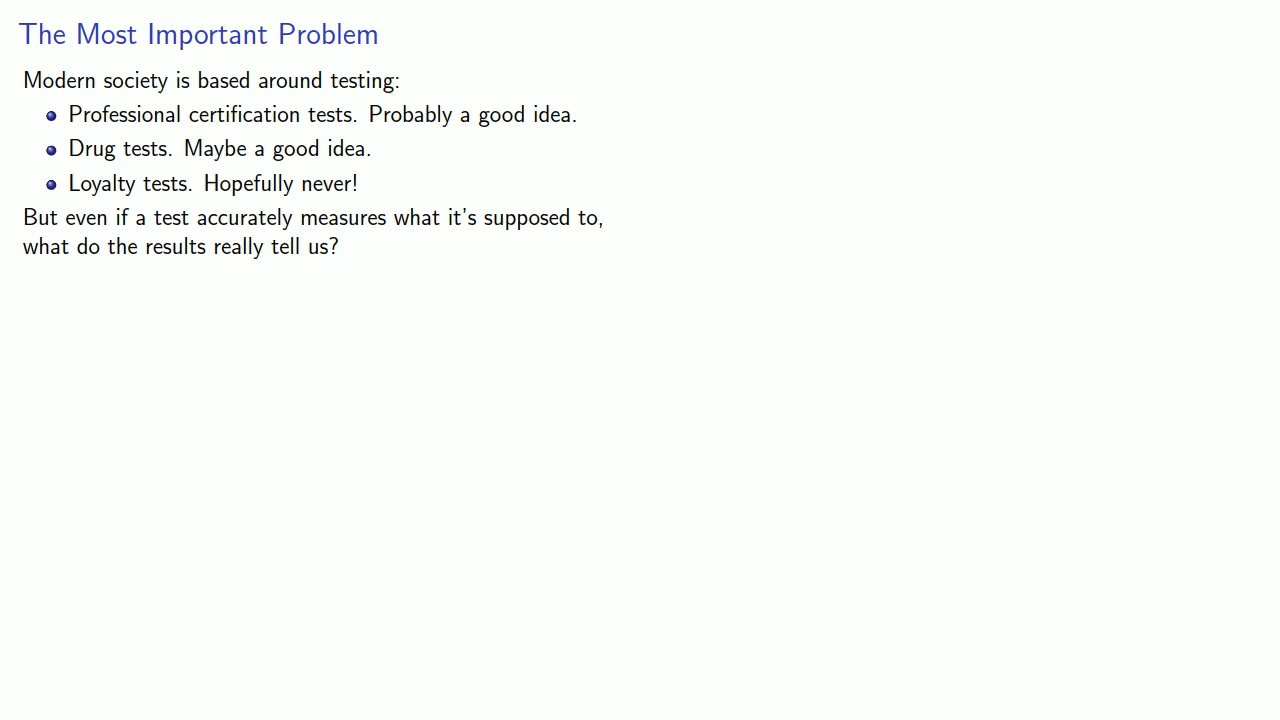 The Most Important Problem
Modern society is based around testing:
Professional certification tests. Probably a good idea.
Drug tests. Maybe a good idea.
Loyalty tests. Hopefully never!
But even if a test accurately measures what it's supposed to,
what do the results really tell us?